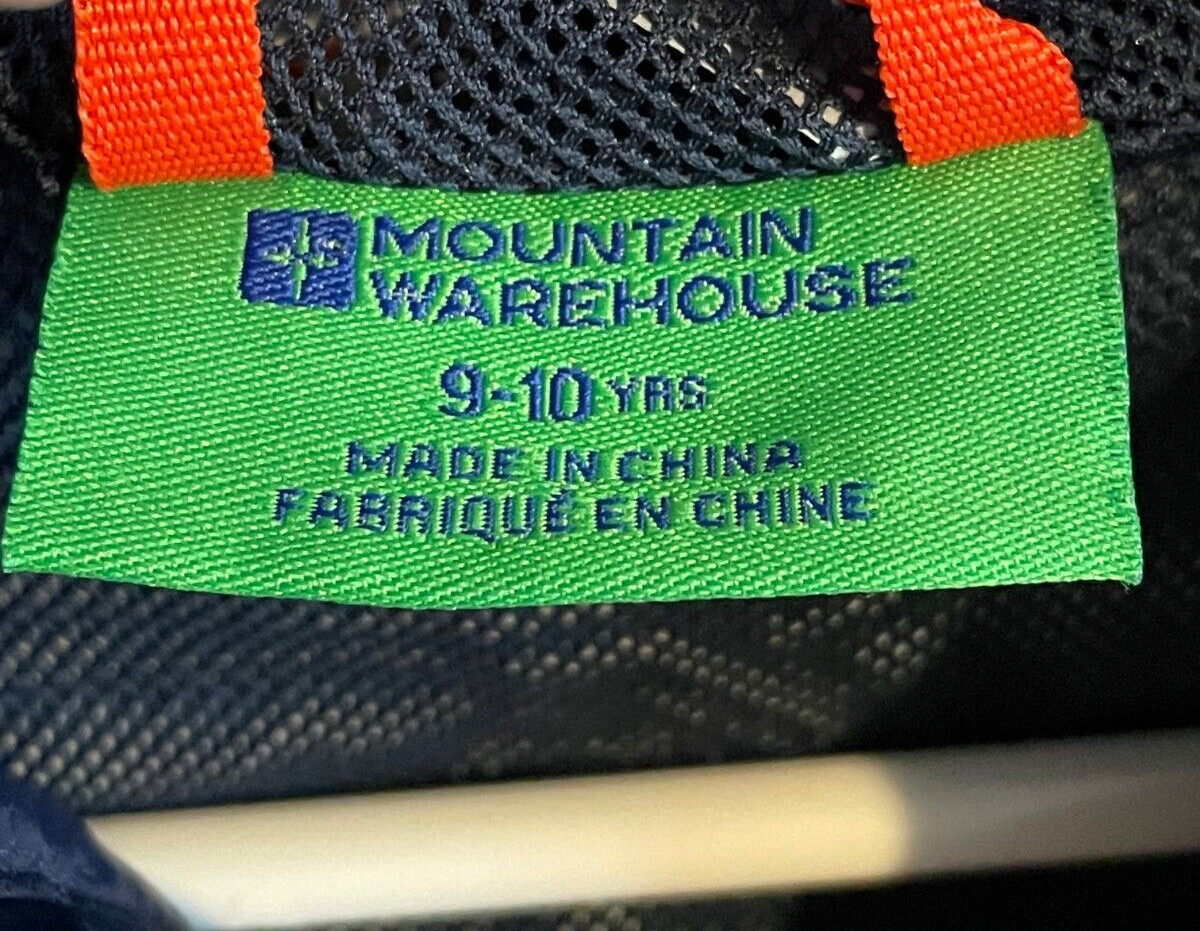 MOUNTAIN
WAREHOUSE
9-10 YRS
MADE IN CHINA
FABRIQUÉ EN CHINE